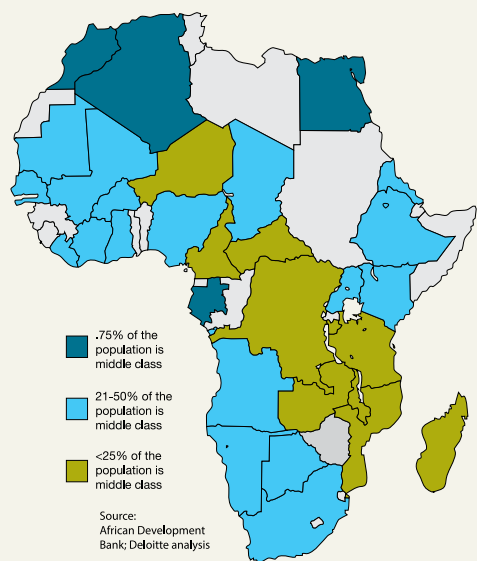 .75% of the
population is
middle class
21-50% of the
population is
middle class
<25% of the
population is
middle class
Source:
African Development
Bank; Deloitte analysis